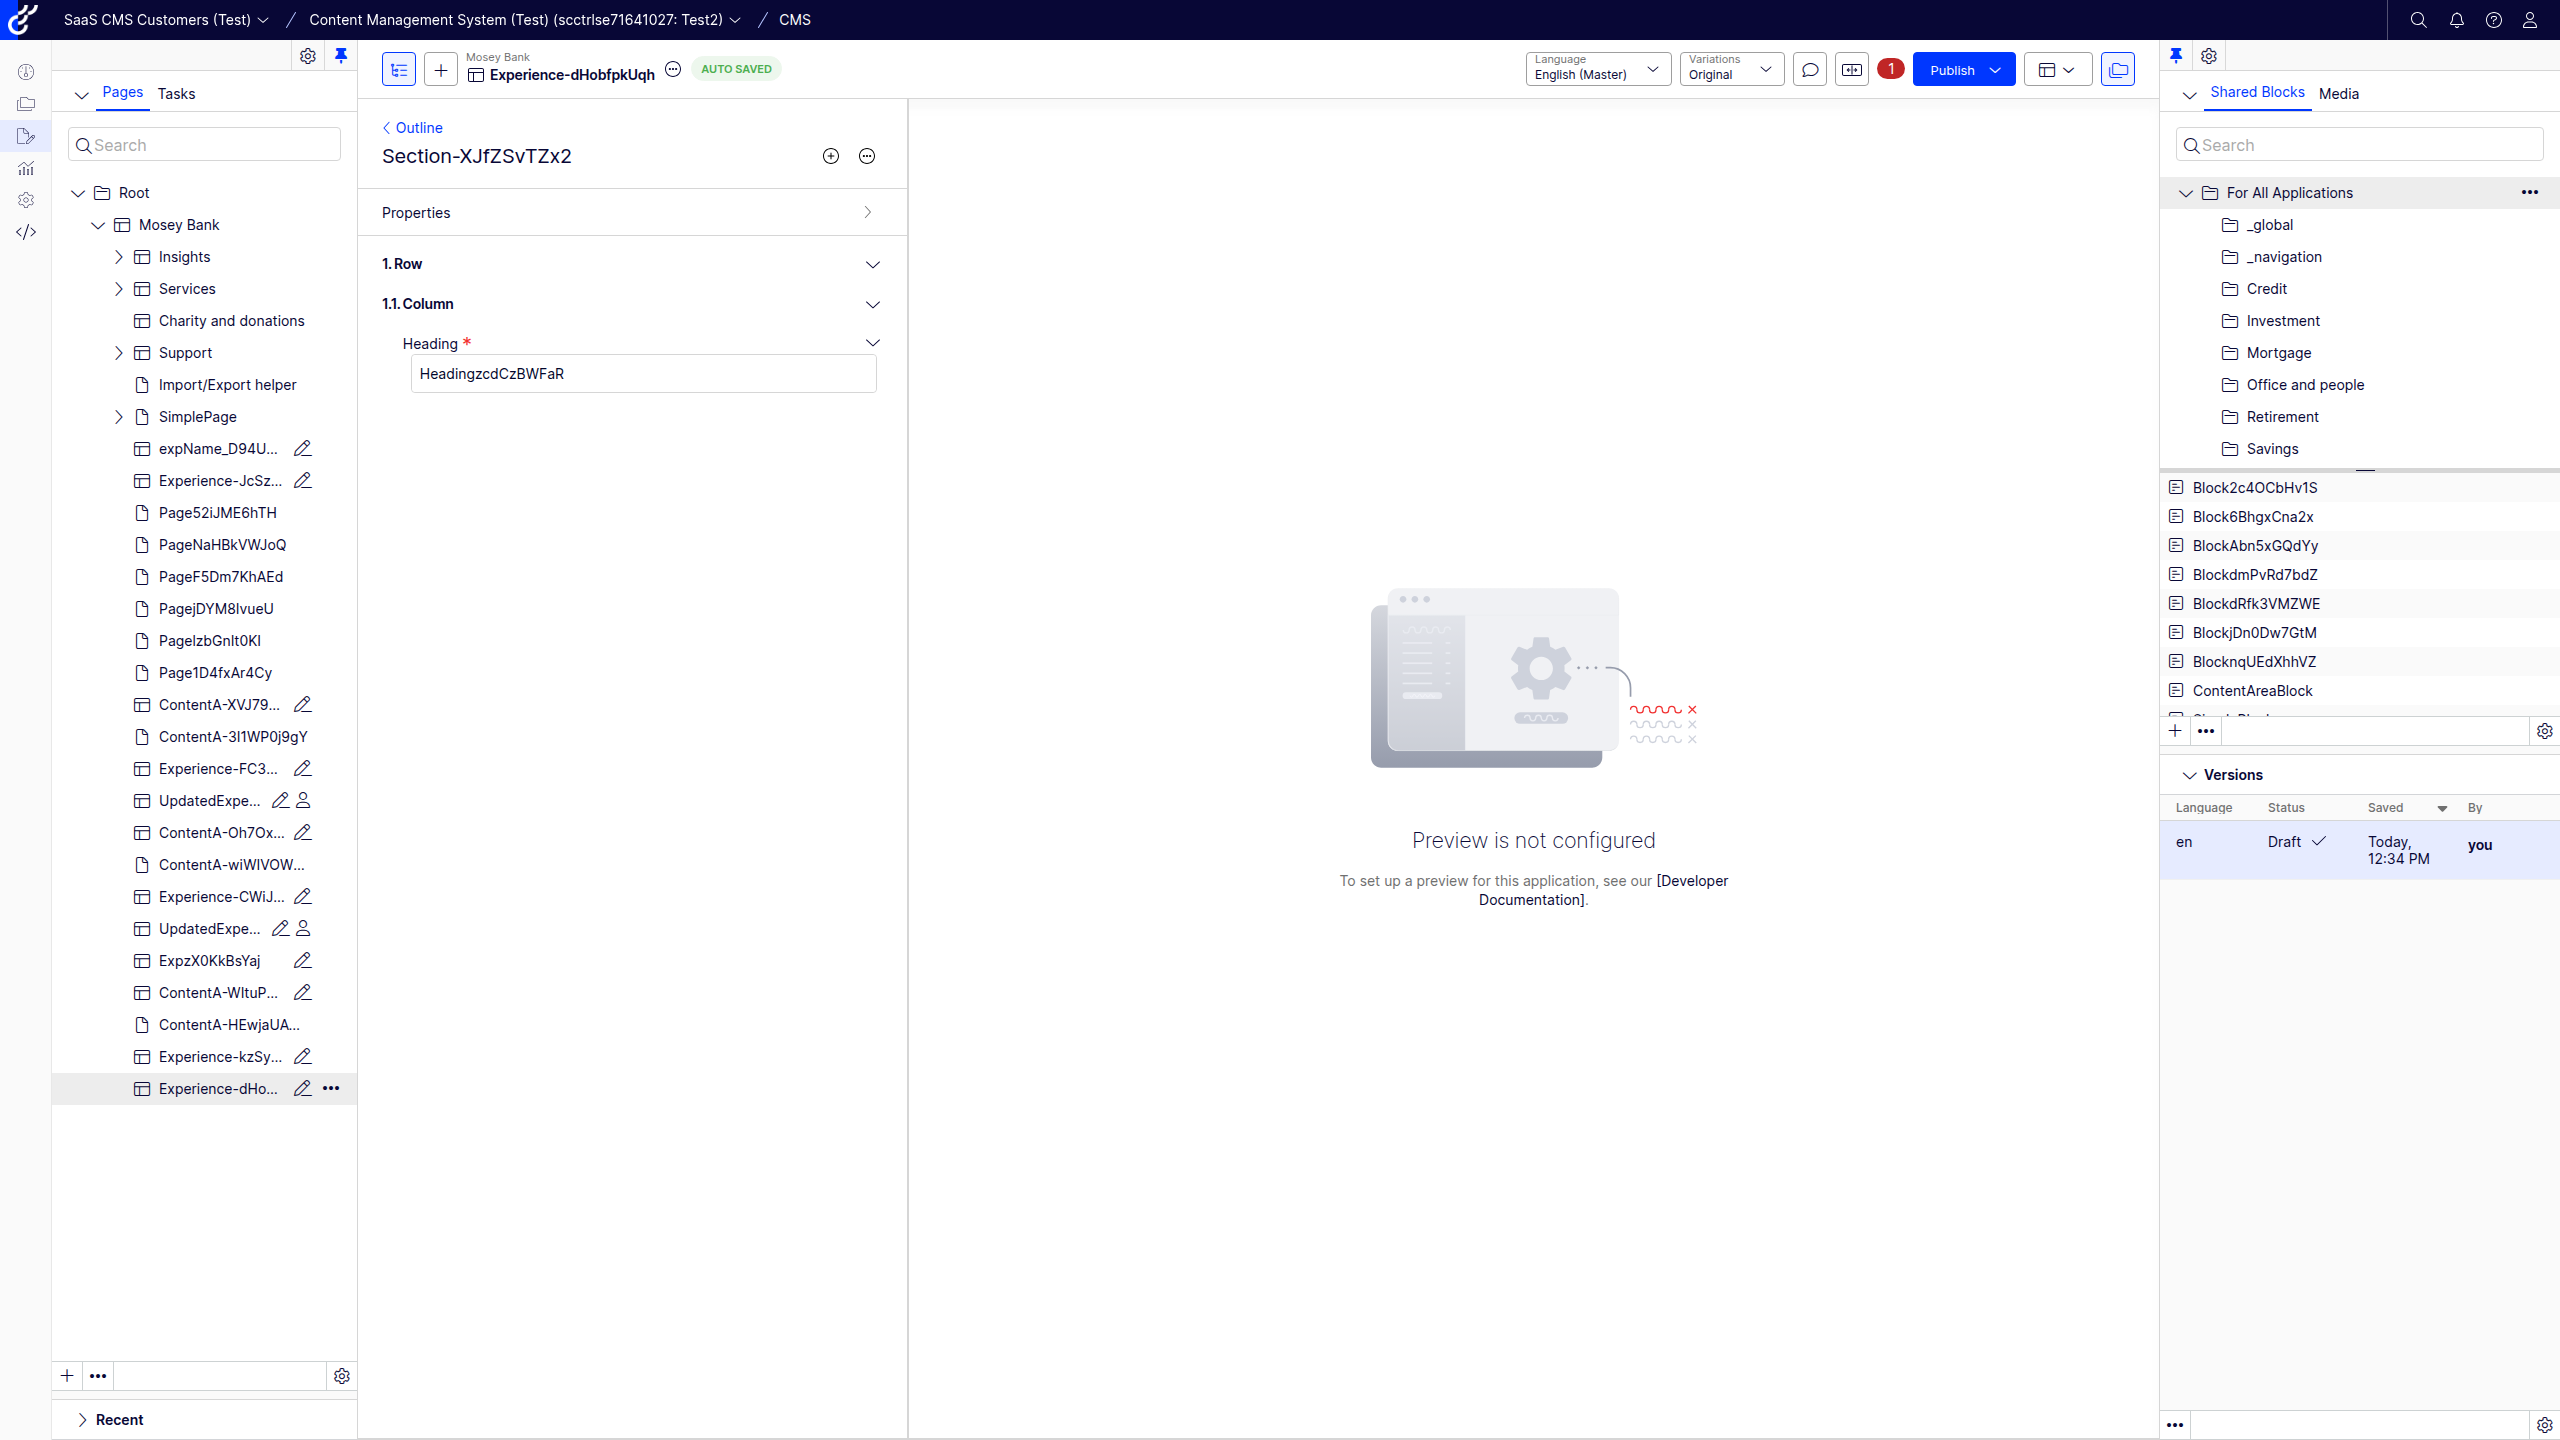 SaaS CMS Customers (Test) / Content Management System (Test) (scctrlse71641027: Test2) / CMS
Pages Tasks
Search
Root
Mosey Bank
Insights
Services
Charity and donations
Support
Import/Export helper
SimplePage
expName_D94U...
Experience-JcSz...
Page52iJME6hTH
PageNaHBkVWJoQ
PageF5Dm7KhAEd
PagejDYM8IvueU
PageIzbGnIt0KI
Page1D4fxAr4Cy
ContentA-XVJ79...
ContentA-3I1WP0j9gY
Experience-FC3...
UpdatedExpe...
ContentA-Oh7Ox...
ContentA-wiWIVOW...
Experience-CWiJ...
UpdatedExpe...
ExpzX0KkBsYaj
ContentA-WItuP...
ContentA-HEwjaUA...
Experience-kzSy...
Experience-dHo...
Recent
Mosey Bank
Experience-dHobfpkUqh
AUTO SAVED
Language
English (Master)
Variations
Original
1
Publish
Outline
Section-XJfZSvTZx2
Properties
1. Row
1.1. Column
Heading *
HeadingzcdCzBWFaR
Preview is not configured
To set up a preview for this application, see our [Developer
Documentation].
Shared Blocks Media
Search
For All Applications
_global
_navigation
Credit
Investment
Mortgage
Office and people
Retirement
Savings
Block2c4OCbHv1S
Block6BhgxCna2x
BlockAbn5xGQdYy
BlockdmPvRd7bdZ
BlockdRfk3VMZWE
BlockjDn0Dw7GtM
BlocknqUEdXhhVZ
ContentAreaBlock
Versions
Language Status Saved By
en Draft Today, 12:34 PM you